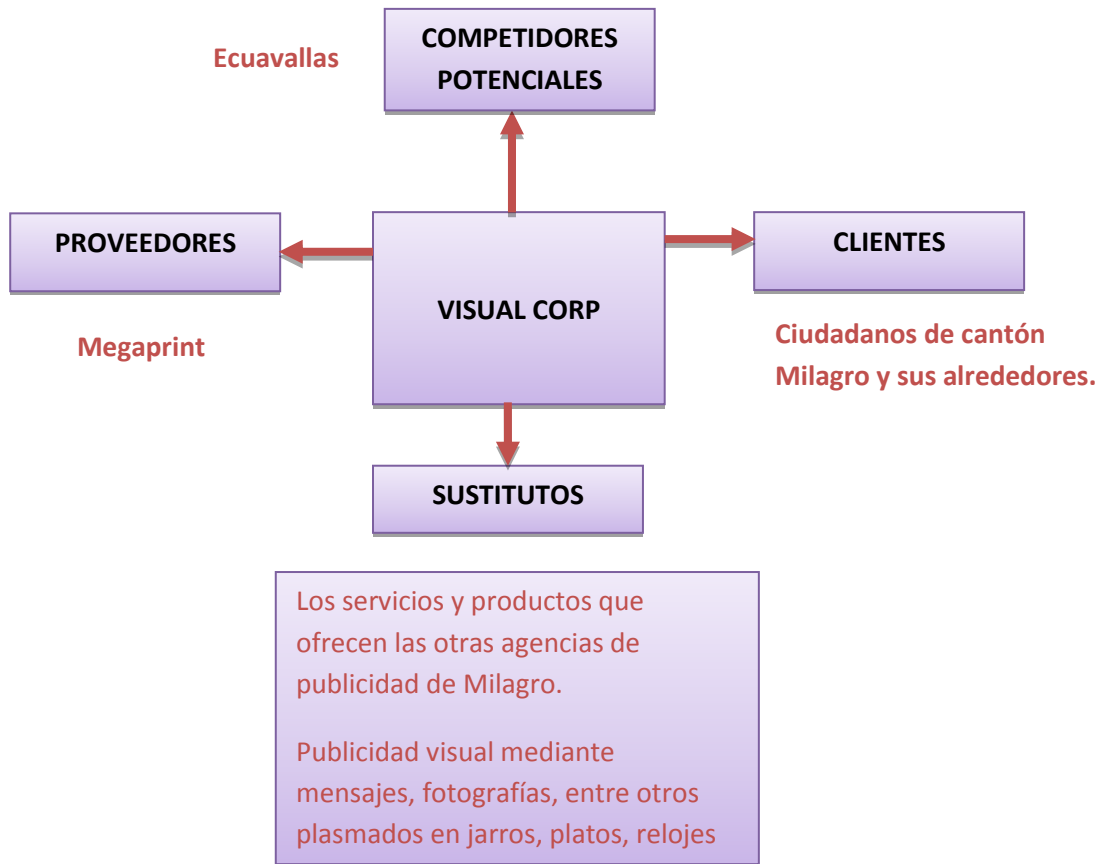 Ecuavallas
COMPETIDORES
POTENCIALES
PROVEEDORES
CLIENTES
VISUAL CORP
Megaprint
Ciudadanos de cantón
Milagro y sus alrededores.
SUSTITUTOS
Los servicios y productos que
ofrecen las otras agencias de
publicidad de Milagro.
Publicidad visual mediante
mensajes, fotografías, entre otros
plasmados en jarros, platos, relojes